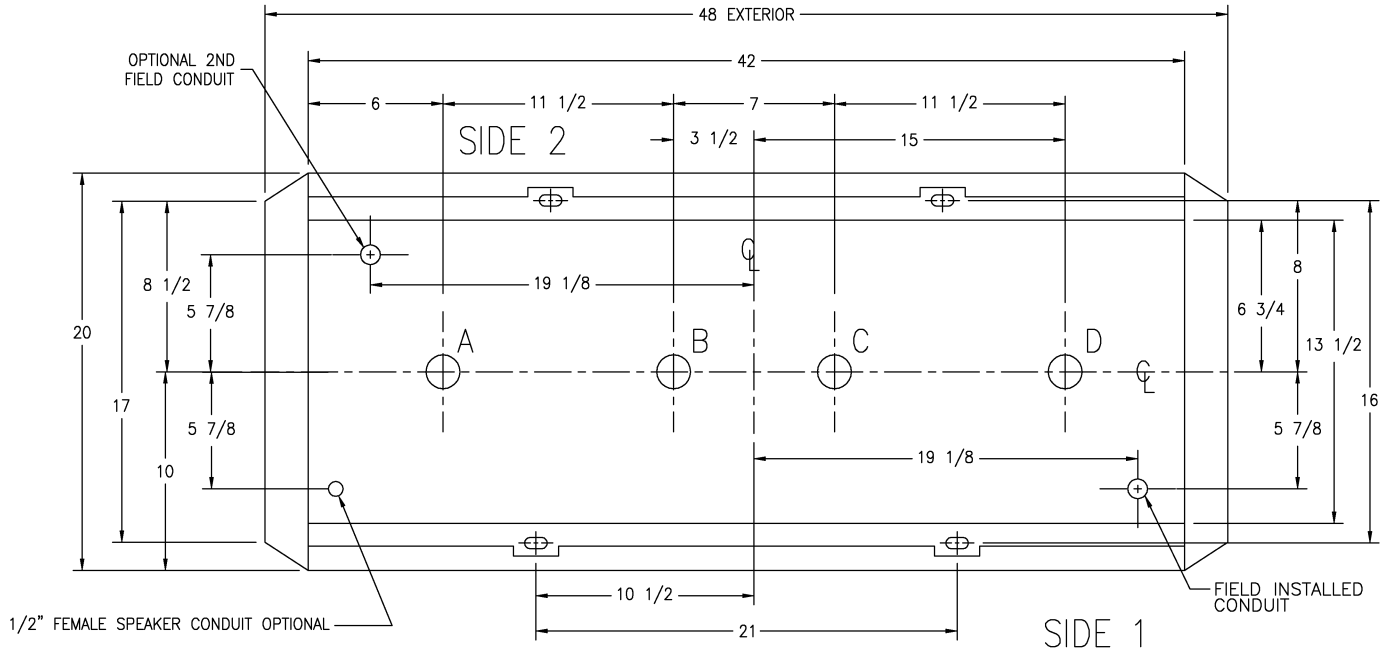 48 EXTERIOR
OPTIONAL 2ND
FIELD CONDUIT
42
6
11 1/2
7
11 1/2
SIDE 2
3 1/2
15
℄
8 1/2
5 7/8
19 1/8
8
6 3/4
20
13 1/2
A
B
C
D
℄
17
16
5 7/8
5 7/8
10
19 1/8
10 1/2
FIELD INSTALLED
CONDUIT
1/2" FEMALE SPEAKER CONDUIT OPTIONAL
21
SIDE 1